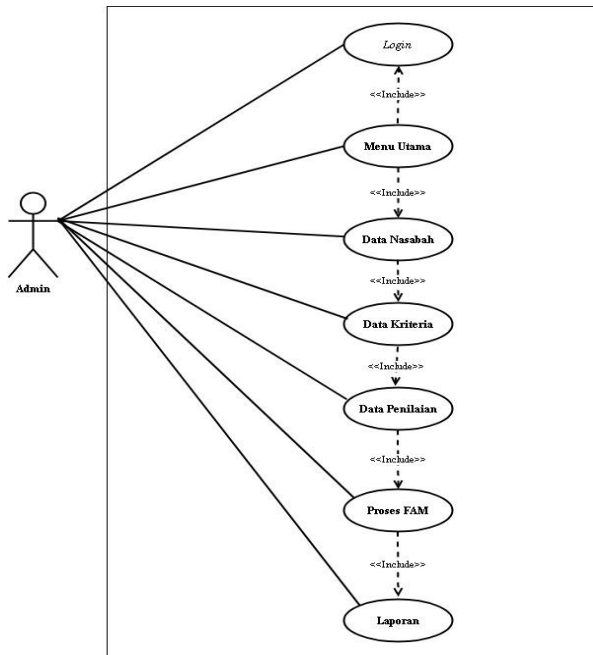 Login
<<Include>>
Menu Utama
<<Include>>
Data Nasabah
<<Include>>
Data Kriteria
<<Include>>
Data Penilaian
<<Include>>
Proses FAM
<<Include>>
Laporan
Admin